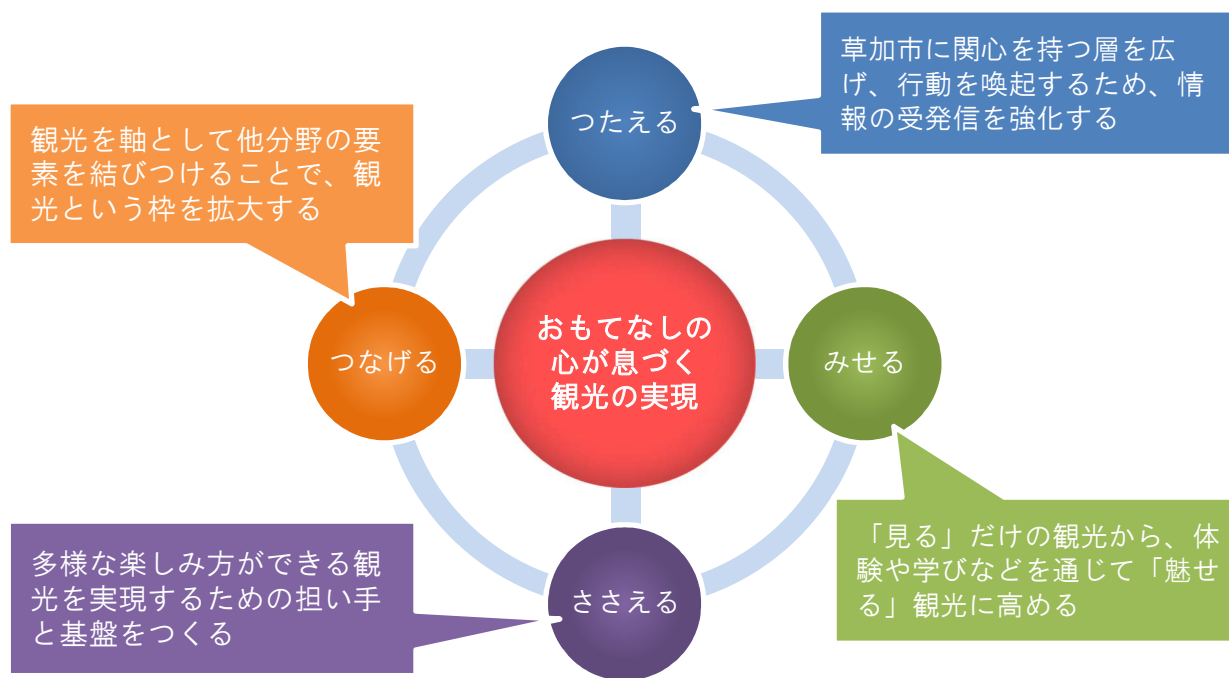 つたえる
草加市に関心を持つ層を広
げ、行動を喚起するため、情
報の受発信を強化する
観光を軸として他分野の要
素を結びつけることで、観
光という枠を拡大する
つなげる
おもてなしの
心が息づく
観光の実現
みせる
「見る」だけの観光から、体
験や学びなどを通じて「魅せ
る」観光に高める
多様な楽しみ方ができる観
光を実現するための担い手
と基盤をつくる
ささえる